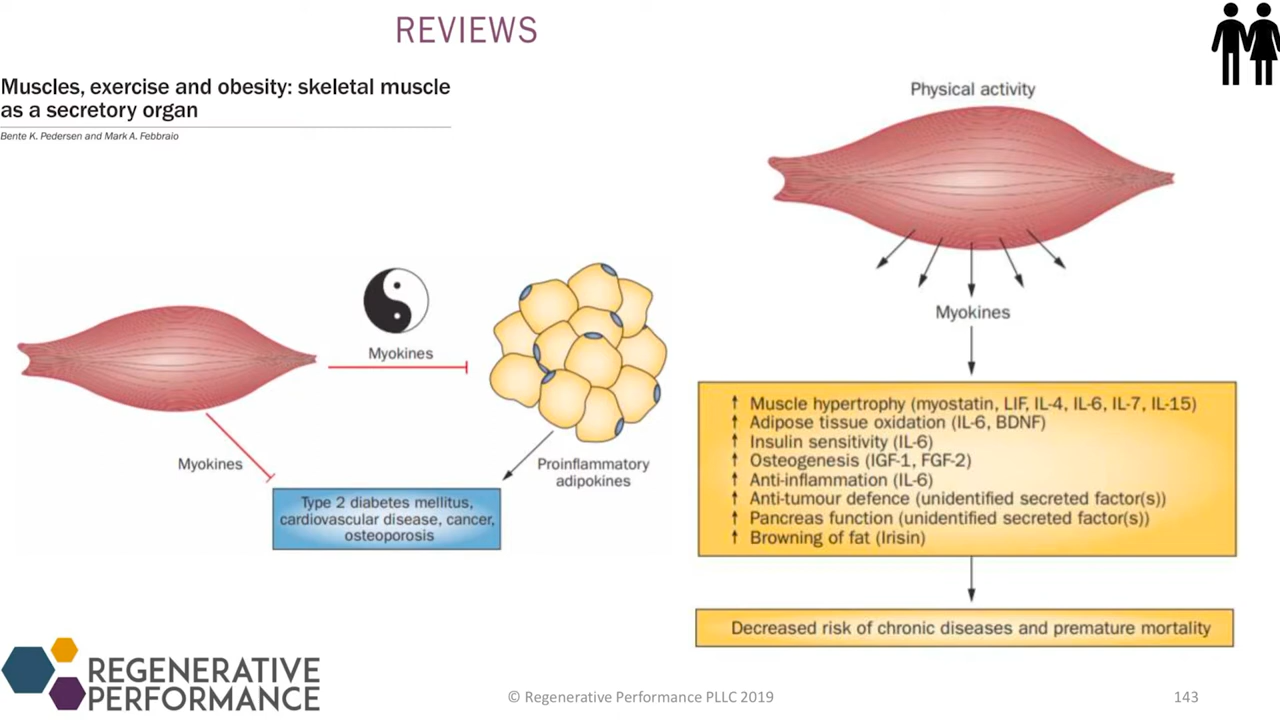 REVIEWS
Muscles, exercise and obesity: skeletal muscle
as a secretory organ
Bente K. Pedersen and Mark A. Febbraio
Myokines
Myokines
Proinflammatory
adipokines
Type 2 diabetes mellitus,
cardiovascular disease, cancer,
osteoporosis
Physical activity
Myokines
↑ Muscle hypertrophy (myostatin, LIF, IL-4, IL-6, IL-7, IL-15)
↑ Adipose tissue oxidation (IL-6, BDNF)
↑ Insulin sensitivity (IL-6)
↑ Osteogenesis (IGF-1, FGF-2)
↑ Anti-inflammation (IL-6)
↑ Anti-tumour defence (unidentified secreted factor(s))
↑ Pancreas function (unidentified secreted factor(s))
↑ Browning of fat (Irisin)
Decreased risk of chronic diseases and premature mortality
REGENERATIVE
PERFORMANCE
© Regenerative Performance PLLC 2019
143